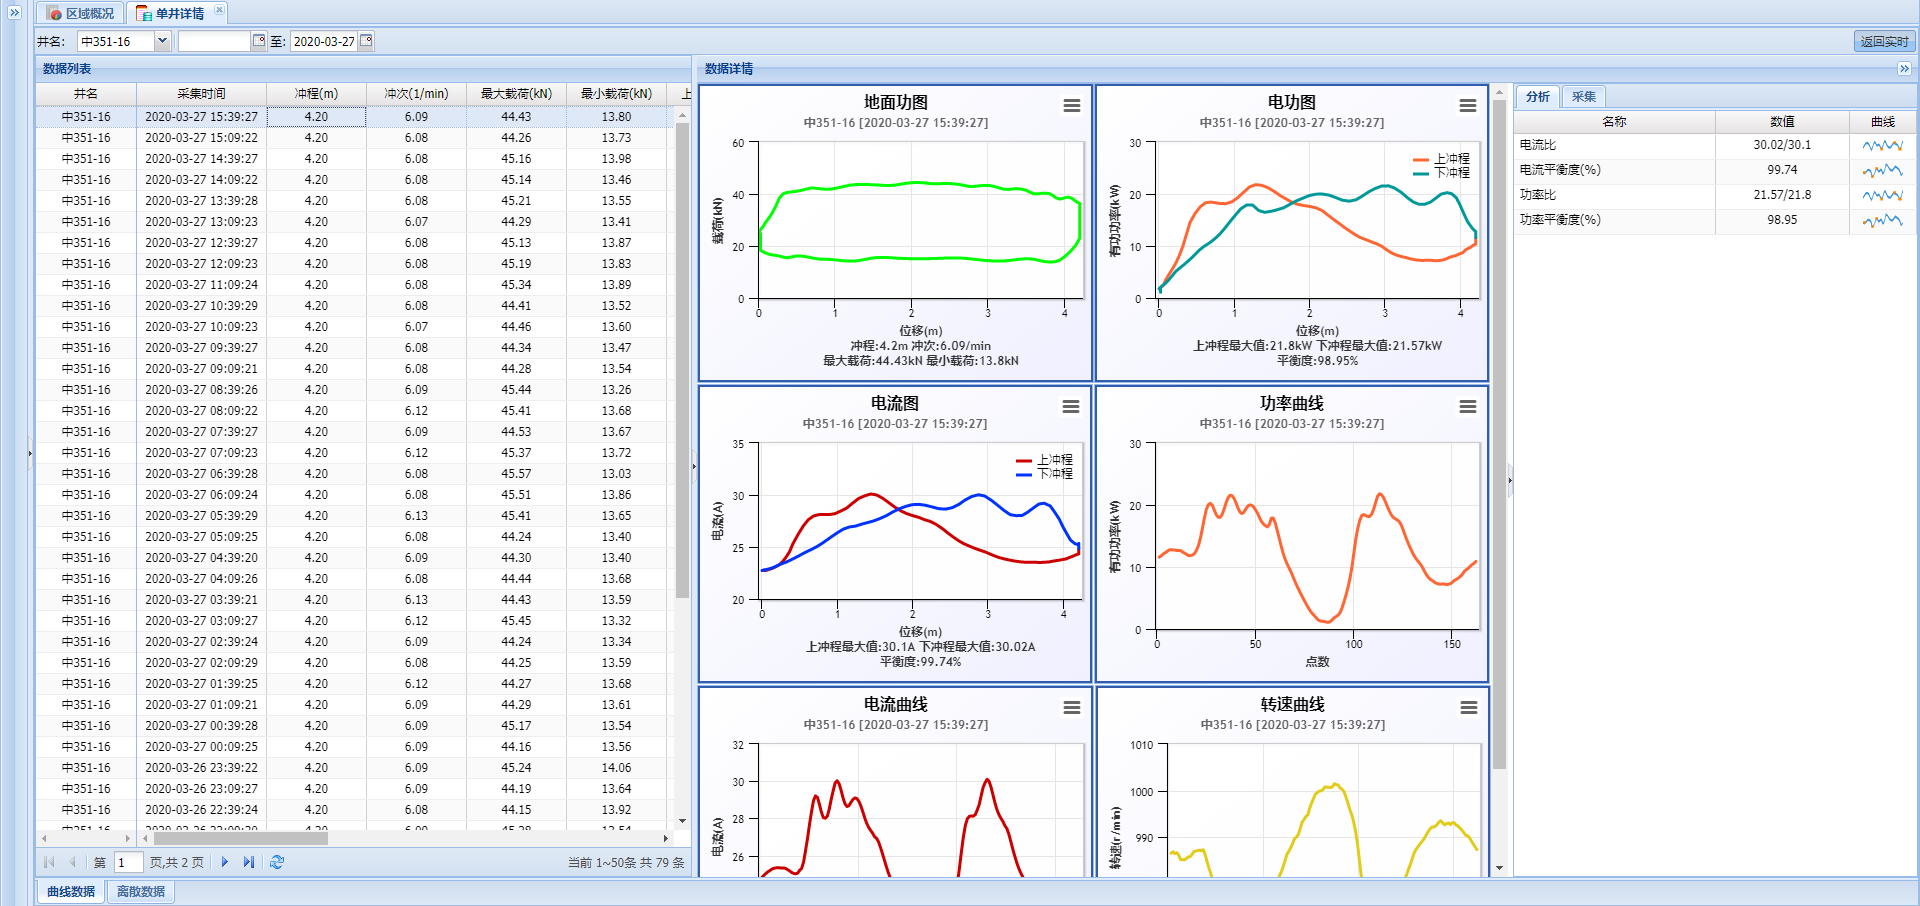 区域概况 单井详情
井名: 中351-16 至: 2020-03-27 返回实时
数据列表
井名 采集时间 冲程(m) 冲次(1/min) 最大载荷(kN) 最小载荷(kN) 上
中351-16 2020-03-27 15:39:27 4.20 6.09 44.43 13.80
中351-16 2020-03-27 15:09:22 4.20 6.08 44.26 13.73
中351-16 2020-03-27 14:39:27 4.20 6.08 45.16 13.98
中351-16 2020-03-27 14:09:22 4.20 6.08 45.14 13.46
中351-16 2020-03-27 13:39:28 4.20 6.08 45.21 13.55
中351-16 2020-03-27 13:09:23 4.20 6.07 44.29 13.41
中351-16 2020-03-27 12:39:27 4.20 6.08 45.13 13.87
中351-16 2020-03-27 12:09:23 4.20 6.08 45.19 13.83
中351-16 2020-03-27 11:09:24 4.20 6.08 45.34 13.89
中351-16 2020-03-27 10:39:29 4.20 6.08 44.41 13.52
中351-16 2020-03-27 10:09:23 4.20 6.07 44.46 13.60
中351-16 2020-03-27 09:39:27 4.20 6.08 44.34 13.47
中351-16 2020-03-27 09:09:21 4.20 6.08 44.28 13.54
中351-16 2020-03-27 08:39:26 4.20 6.09 45.44 13.26
中351-16 2020-03-27 08:09:22 4.20 6.12 45.41 13.68
中351-16 2020-03-27 07:39:27 4.20 6.09 44.53 13.67
中351-16 2020-03-27 07:09:23 4.20 6.12 45.37 13.72
中351-16 2020-03-27 06:39:28 4.20 6.08 45.57 13.03
中351-16 2020-03-27 06:09:24 4.20 6.08 45.51 13.86
中351-16 2020-03-27 05:39:29 4.20 6.13 45.41 13.65
中351-16 2020-03-27 05:09:25 4.20 6.08 44.24 13.40
中351-16 2020-03-27 04:39:20 4.20 6.09 44.30 13.40
中351-16 2020-03-27 04:09:26 4.20 6.08 44.44 13.68
中351-16 2020-03-27 03:39:21 4.20 6.13 44.43 13.59
中351-16 2020-03-27 03:09:27 4.20 6.12 45.45 13.32
中351-16 2020-03-27 02:39:24 4.20 6.09 44.24 13.34
中351-16 2020-03-27 02:09:29 4.20 6.08 44.25 13.59
中351-16 2020-03-27 01:39:25 4.20 6.12 44.27 13.68
中351-16 2020-03-27 01:09:21 4.20 6.09 44.29 13.61
中351-16 2020-03-27 00:39:28 4.20 6.09 45.17 13.54
中351-16 2020-03-27 00:09:25 4.20 6.09 44.16 13.56
中351-16 2020-03-26 23:39:22 4.20 6.09 45.24 14.06
中351-16 2020-03-26 23:09:27 4.20 6.09 44.19 13.64
中351-16 2020-03-26 22:39:24 4.20 6.08 44.15 13.92
第 1 页,共 2 页 当前 1~50条 共 79 条
曲线数据 离散数据
数据详情
地面功图
中351-16 [2020-03-27 15:39:27]
载荷(kN)
60
40
20
0
0 1 2 3 4
位移(m)
冲程:4.2m 冲次:6.09/min
最大载荷:44.43kN 最小载荷:13.8kN
电功图
中351-16 [2020-03-27 15:39:27]
上冲程
下冲程
有功功率(kW)
30
20
10
0
0 1 2 3 4
位移(m)
上冲程最大值:21.8kW 下冲程最大值:21.57kW
平衡度:98.95%
电流图
中351-16 [2020-03-27 15:39:27]
上冲程
下冲程
电流(A)
35
30
25
20
0 1 2 3 4
位移(m)
上冲程最大值:30.1A 下冲程最大值:30.02A
平衡度:99.74%
功率曲线
中351-16 [2020-03-27 15:39:27]
有功功率(kW)
30
20
10
0
0 50 100 150
点数
电流曲线
中351-16 [2020-03-27 15:39:27]
电流(A)
32
30
28
26
转速曲线
中351-16 [2020-03-27 15:39:27]
转速(r/min)
1010
1000
990
分析 采集
名称 数值 曲线
电流比 30.02/30.1
电流平衡度(%) 99.74
功率比 21.57/21.8
功率平衡度(%) 98.95